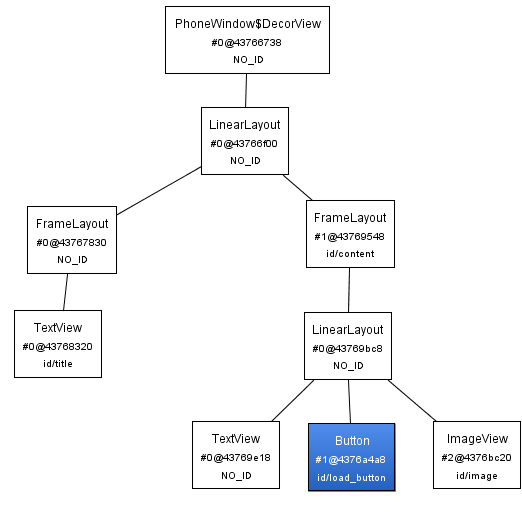 PhoneWindow$DecorView
#0@43766738
NO_ID
LinearLayout
#0@43766f00
NO_ID
FrameLayout
#0@43767830
NO_ID
FrameLayout
#1@43769548
id/content
TextView
#0@43768320
id/title
LinearLayout
#0@43769bc8
NO_ID
TextView
#0@43769e18
NO_ID
Button
#1@4376a4a8
id/load_button
ImageView
#2@4376bc20
id/image